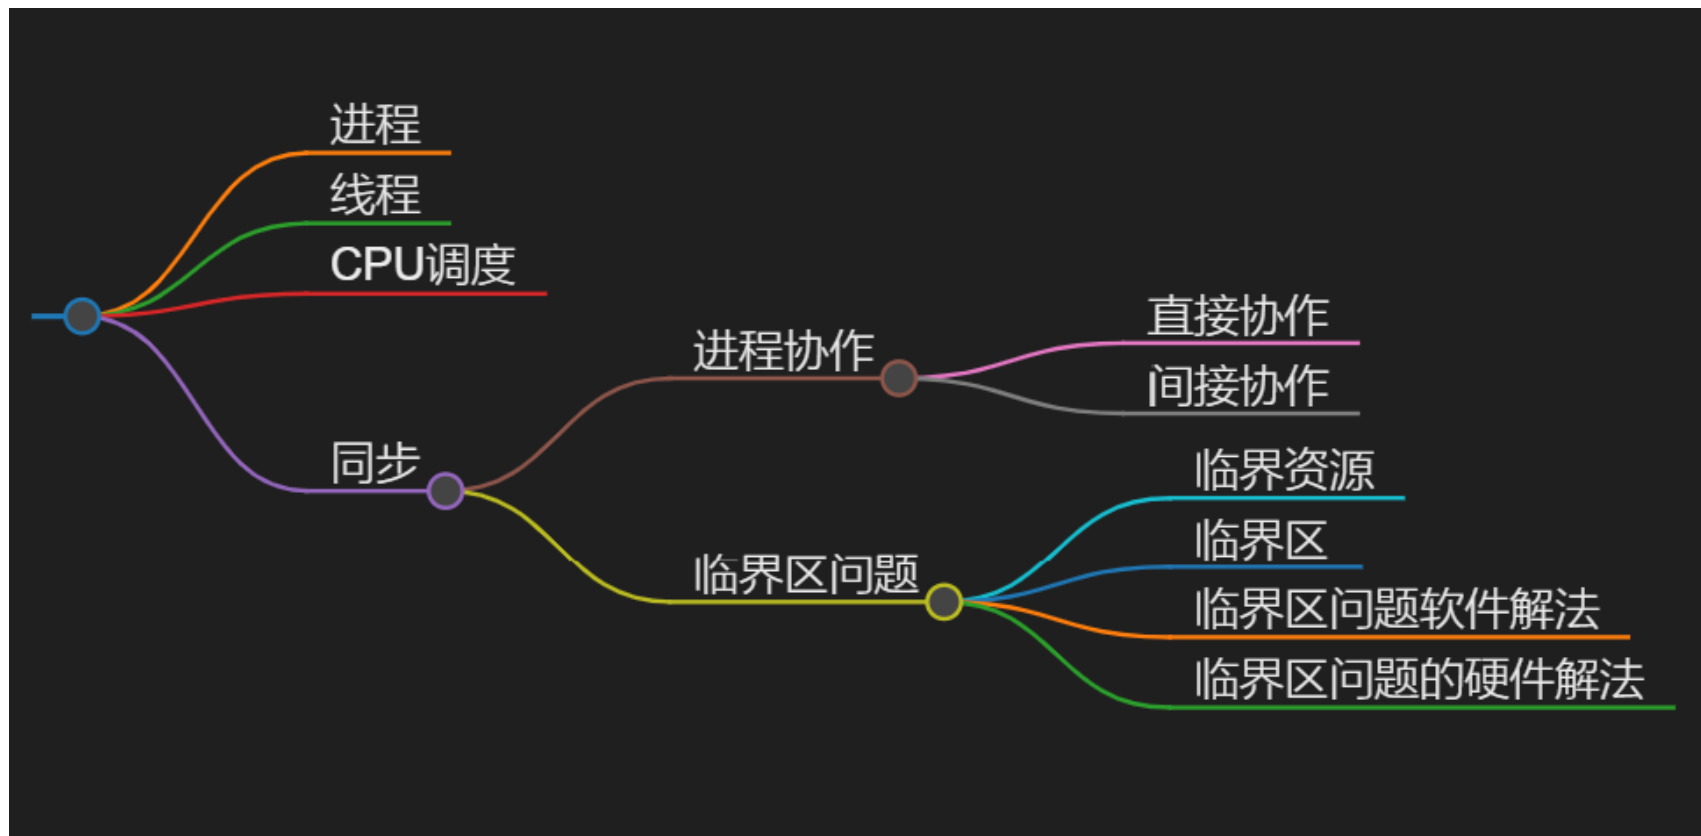 进程
线程
CPU调度
同步
进程协作
直接协作
间接协作
临界区问题
临界资源
临界区
临界区问题软件解法
临界区问题的硬件解法